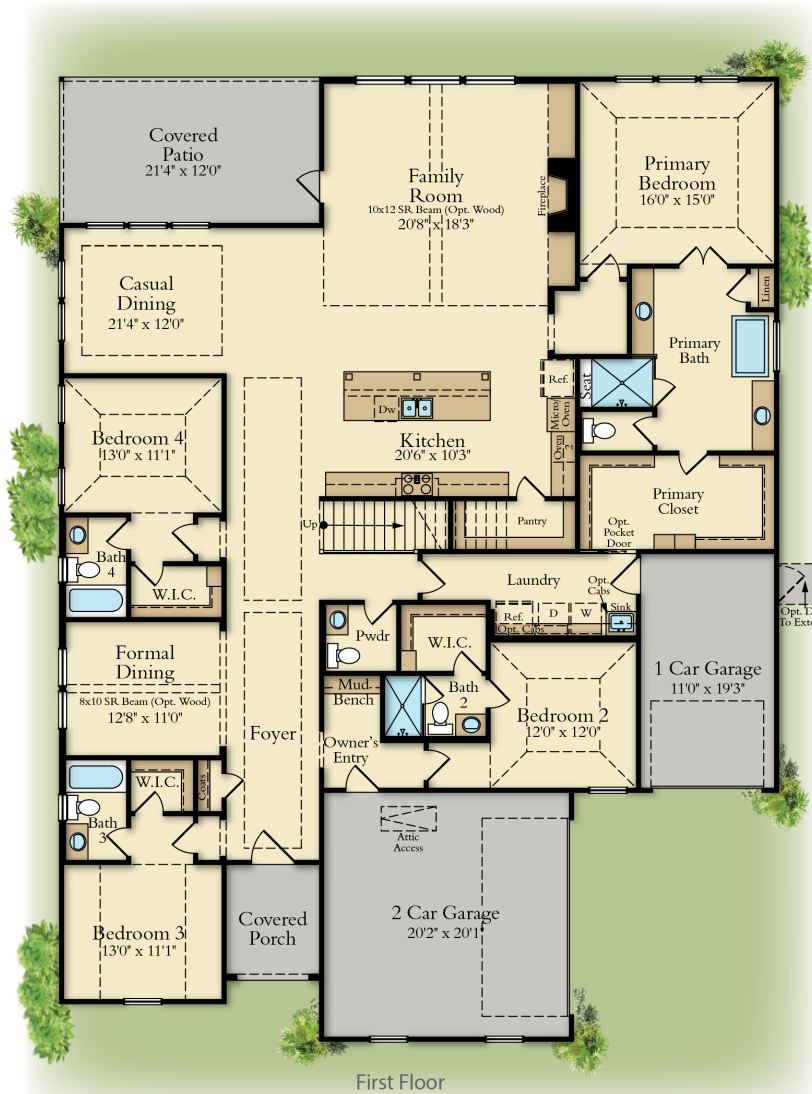 Covered
Patio
21'4" x 12'0"
Family
Room
10x12 SR Beam (Opt. Wood)
20'8" x 18'3"
Fireplace
Primary
Bedroom
16'0" x 15'0"
Casual
Dining
21'4" x 12'0"
Linen
Primary
Bath
Seat
Ref.
Micro
Oven
Oven
2
Dw
Kitchen
20'6" x 10'3"
Bedroom 4
13'0" x 11'1"
Primary
Closet
Pantry
Up
Opt.
Pocket
Door
Bath
4
W.I.C.
Laundry
Opt.
Cabs
Sink
Ref.
D
W
Opt. Cabs
Opt. D
To Exte
Pwdr
W.I.C.
Formal
Dining
8x10 SR Beam (Opt. Wood)
12'8" x 11'0"
1 Car Garage
11'0" x 19'3"
Mud
Bench
Bath
2
Bedroom 2
12'0" x 12'0"
Foyer
Owner's
Entry
W.I.C.
Coats
Bath
3
Attic
Access
Bedroom 3
13'0" x 11'1"
Covered
Porch
2 Car Garage
20'2" x 20'1"
First Floor